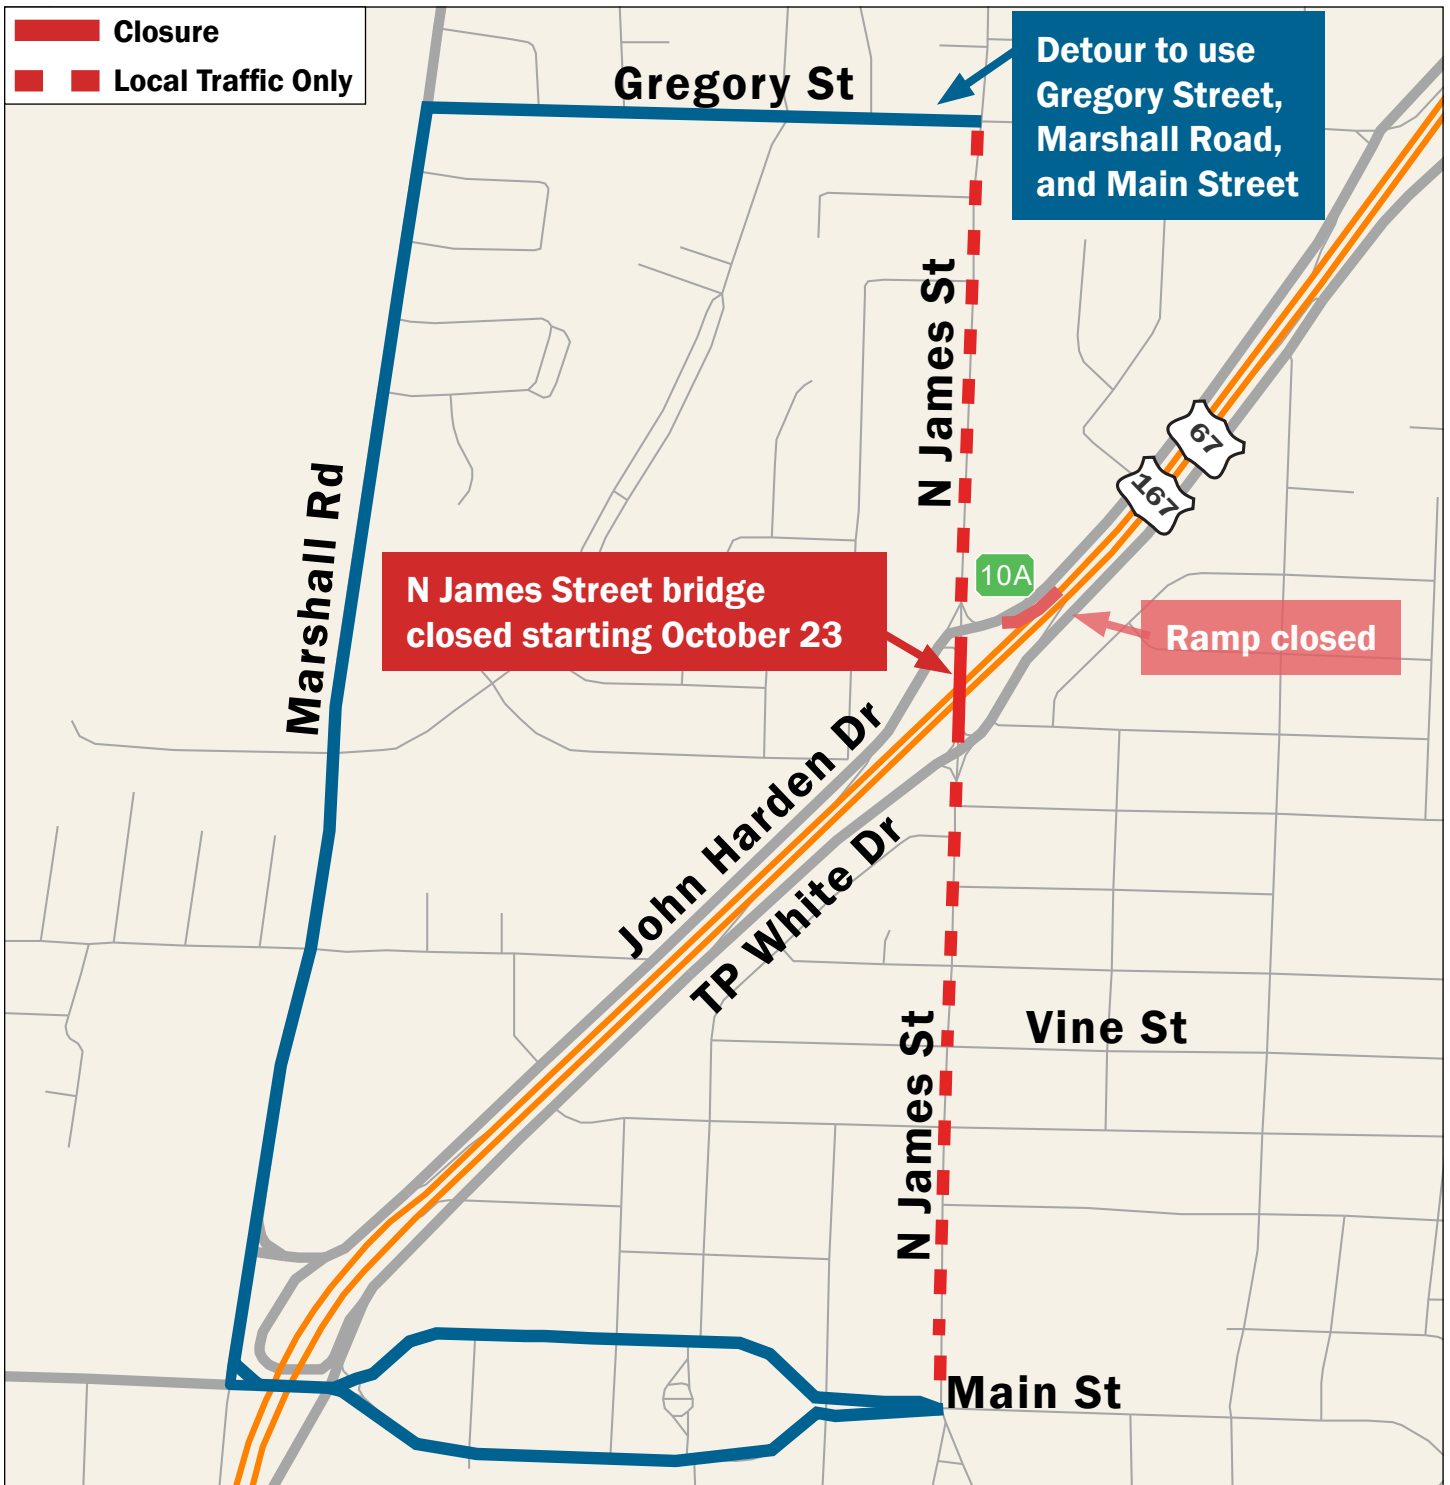 Closure
Local Traffic Only
Gregory St
Detour to use
Gregory Street,
Marshall Road,
and Main Street
N James St
67
167
Marshall Rd
10A
N James Street bridge
closed starting October 23
Ramp closed
John Harden Dr
TP White Dr
Vine St
N James St
Main St